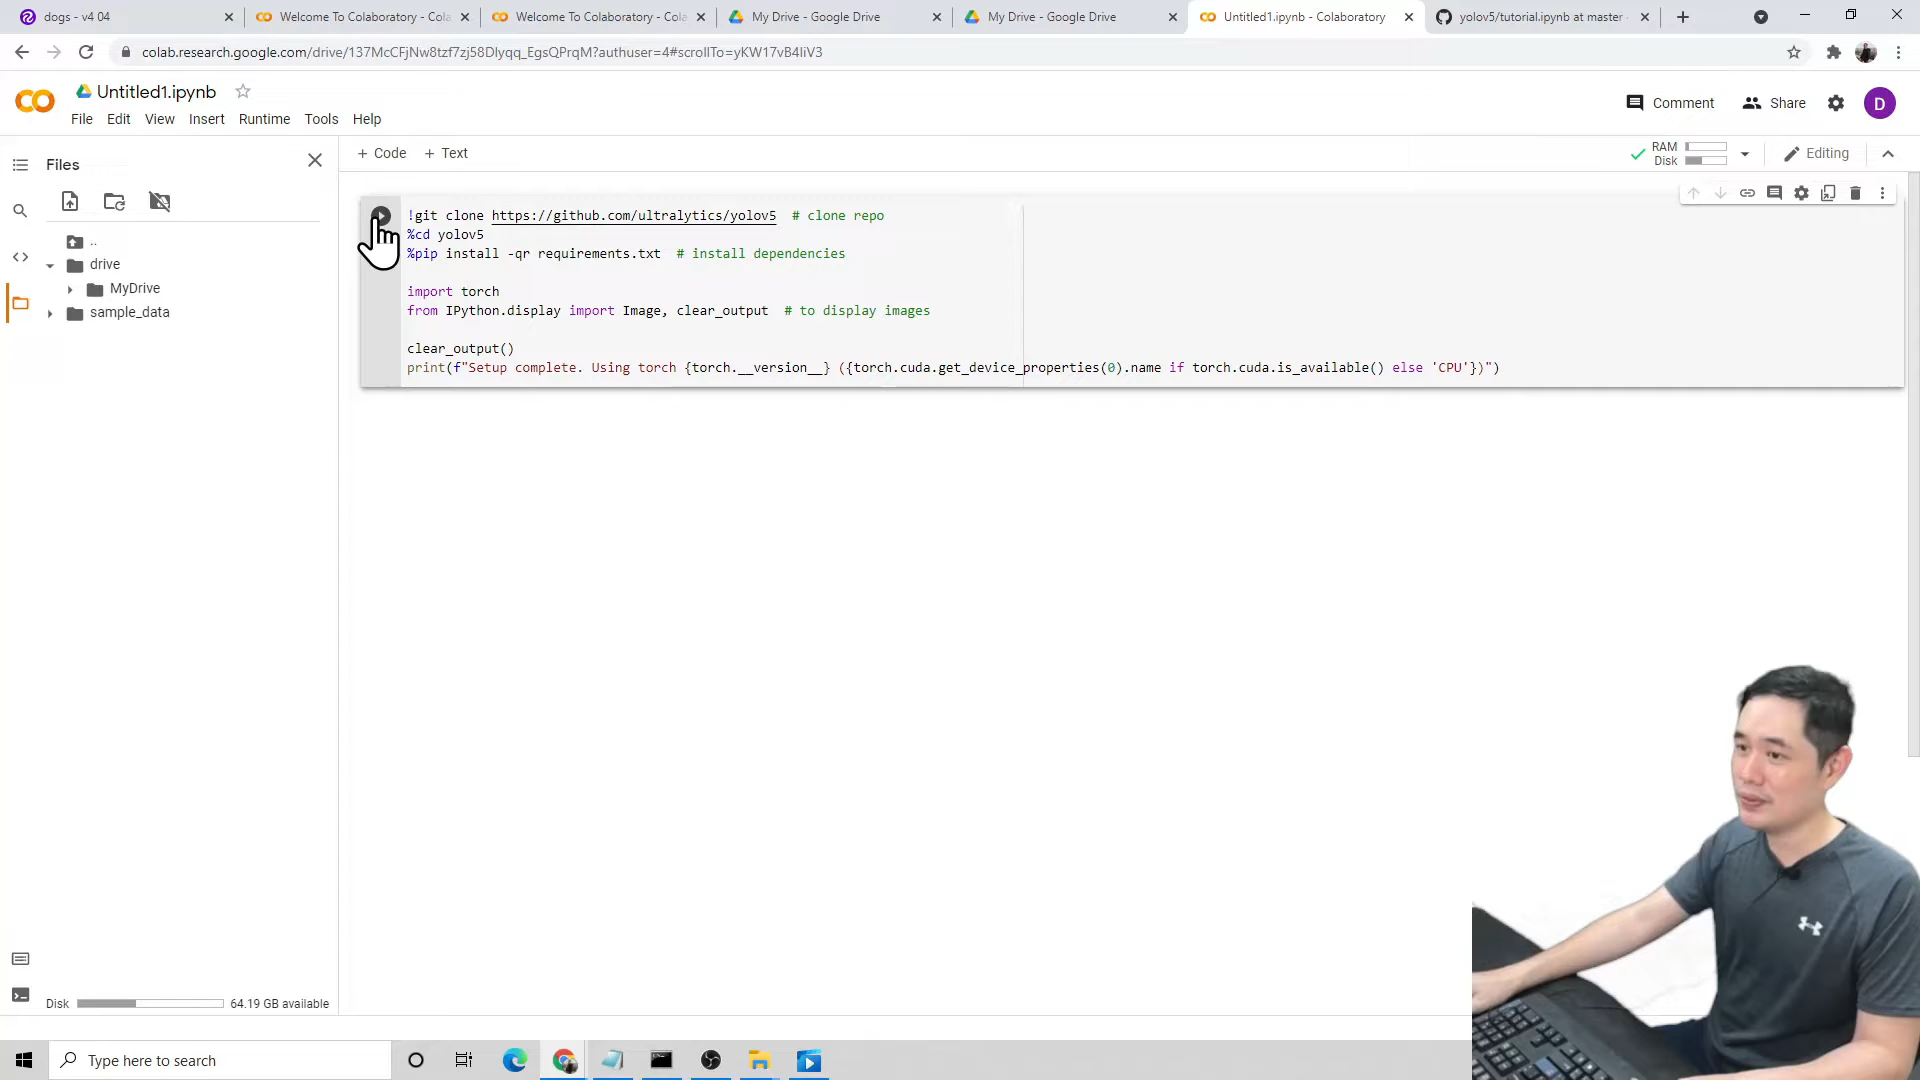 dogs - v4 04
Welcome To Colaboratory - Cola
Welcome To Colaboratory - Cola
My Drive - Google Drive
My Drive - Google Drive
Untitled1.ipynb - Colaboratory
yolov5/tutorial.ipynb at master
colab.research.google.com/drive/137McCFjNw8tzf7zj58Dlyqq_EgsQPrqM?authuser=4#scrollTo=yKW17vB4IiV3
CO
Untitled1.ipynb
Comment
Share
D
File Edit View Insert Runtime Tools Help
Files
+ Code + Text
RAM
Disk
Editing
..
drive
MyDrive
sample_data
!git clone https://github.com/ultralytics/yolov5  # clone repo
%cd yolov5
%pip install -qr requirements.txt  # install dependencies
import torch
from IPython.display import Image, clear_output  # to display images
clear_output()
print(f"Setup complete. Using torch {torch.__version__} ({torch.cuda.get_device_properties(0).name if torch.cuda.is_available() else 'CPU'})")
Disk
64.19 GB available
Type here to search